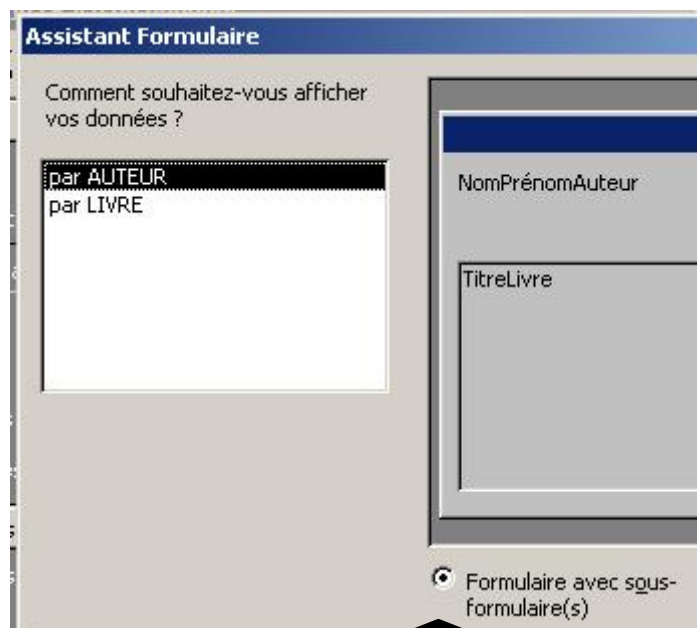 Assistant Formulaire
Comment souhaitez-vous afficher
vos données ?
par AUTEUR
par LIVRE
NomPrénomAuteur
TitreLivre
Formulaire avec sous-
formulaire(s)